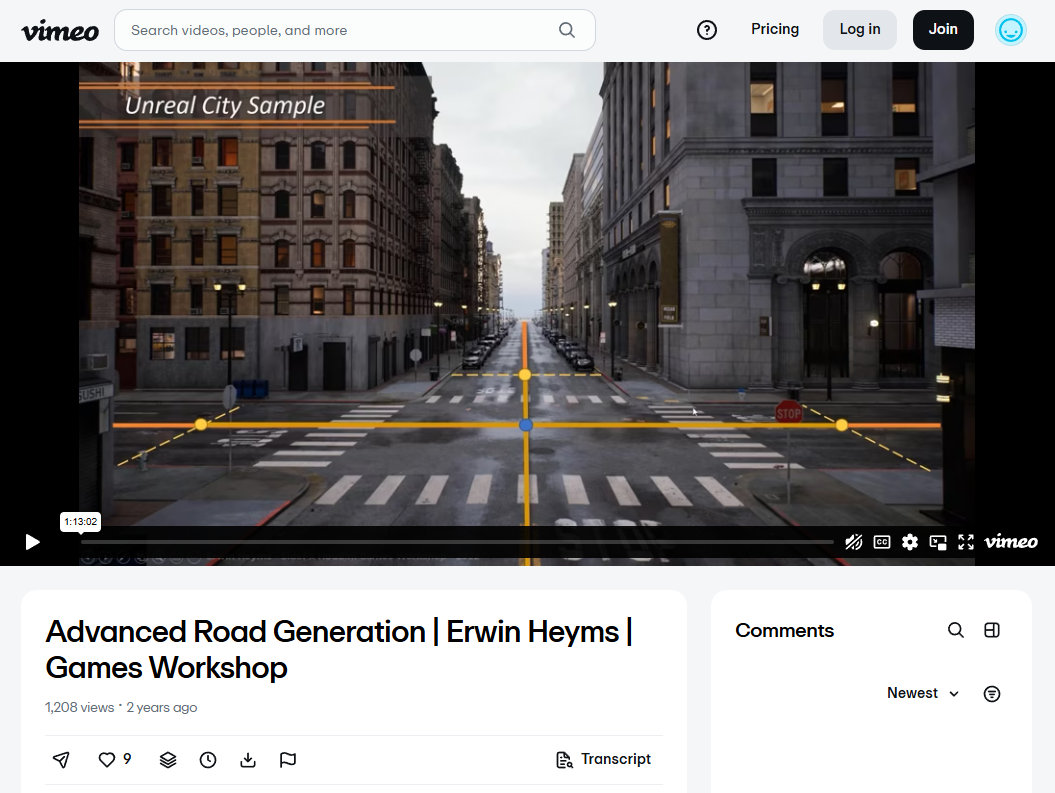 vimeo
Search videos, people, and more
Pricing
Log in
Join
Unreal City Sample
SUSHI
STOP
STOP
1:13:02
CC
vimeo
Advanced Road Generation | Erwin Heyms |
Games Workshop
1,208 views · 2 years ago
9
Transcript
Comments
Newest